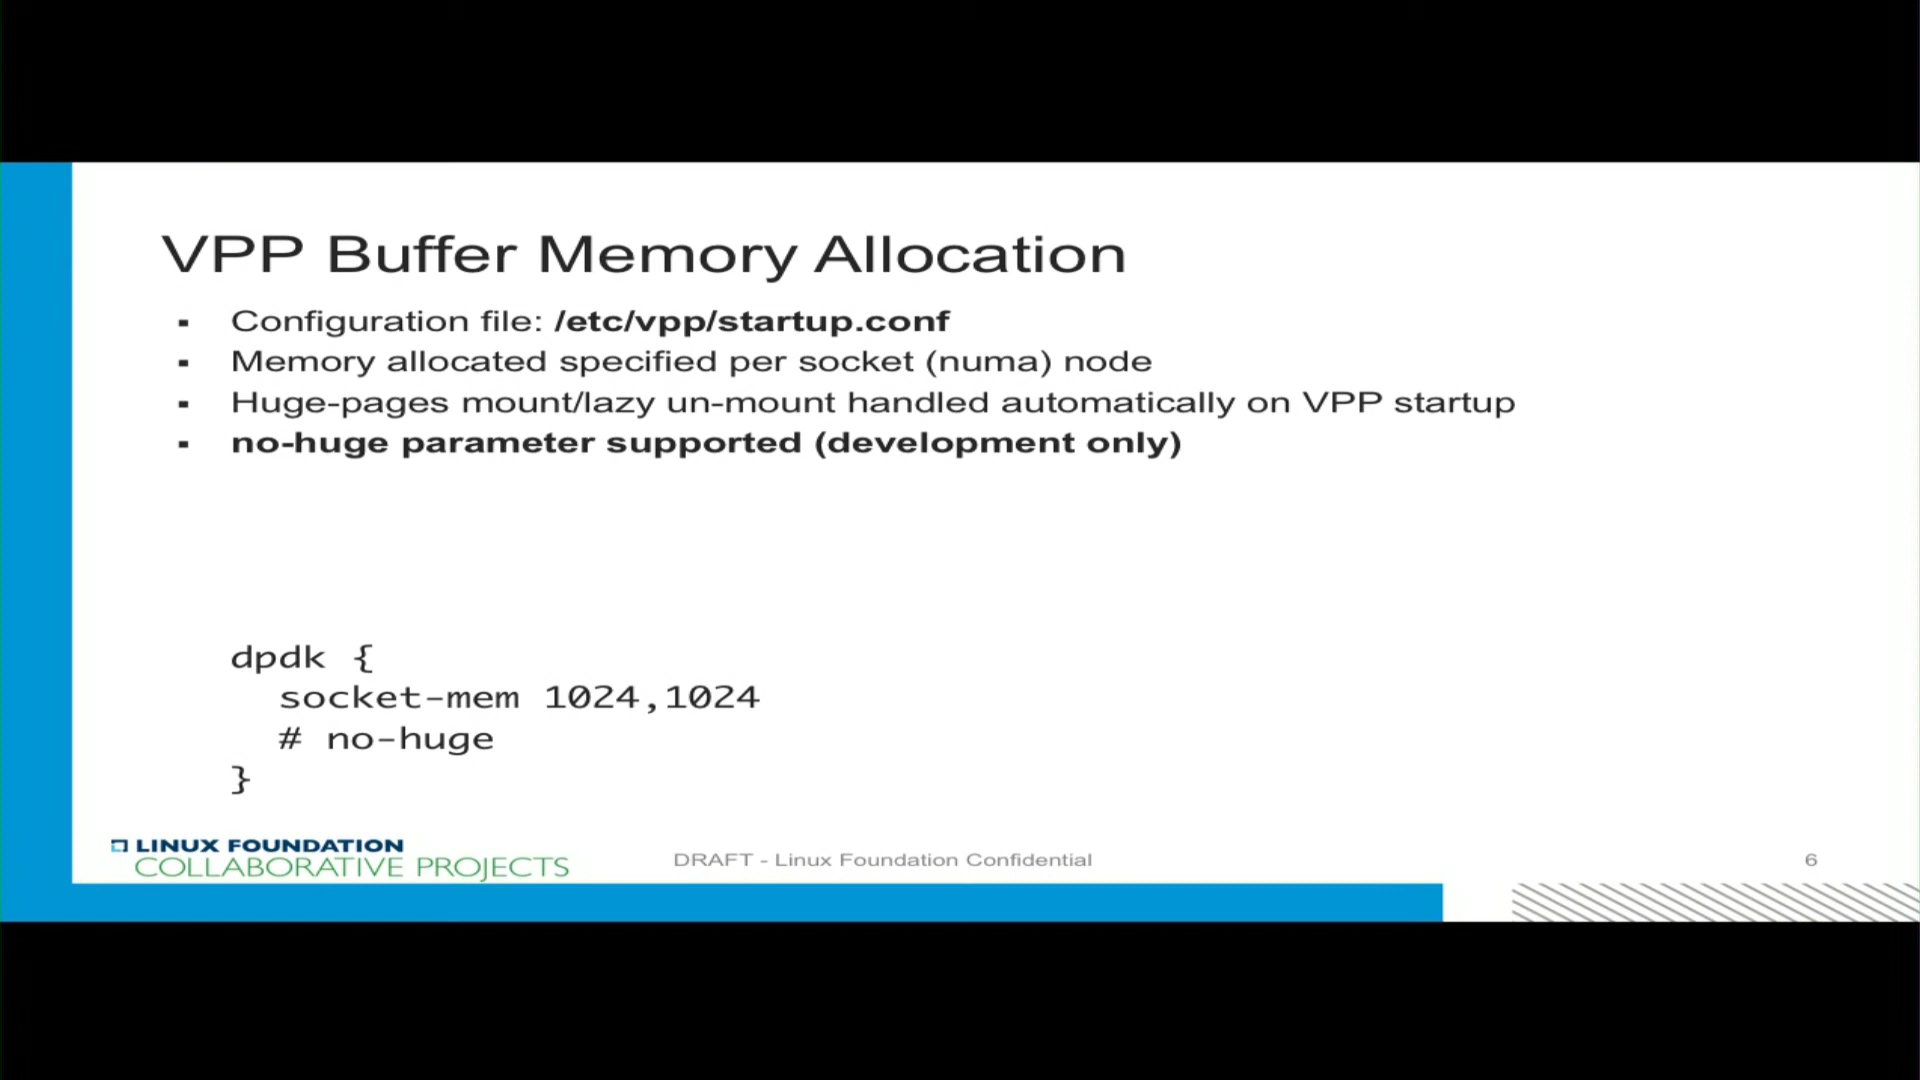 VPP Buffer Memory Allocation
▪ Configuration file: /etc/vpp/startup.conf
▪ Memory allocated specified per socket (numa) node
▪ Huge-pages mount/lazy un-mount handled automatically on VPP startup
▪ no-huge parameter supported (development only)
dpdk {
socket-mem 1024,1024
# no-huge
}
LINUX FOUNDATION
COLLABORATIVE PROJECTS
DRAFT - Linux Foundation Confidential
6